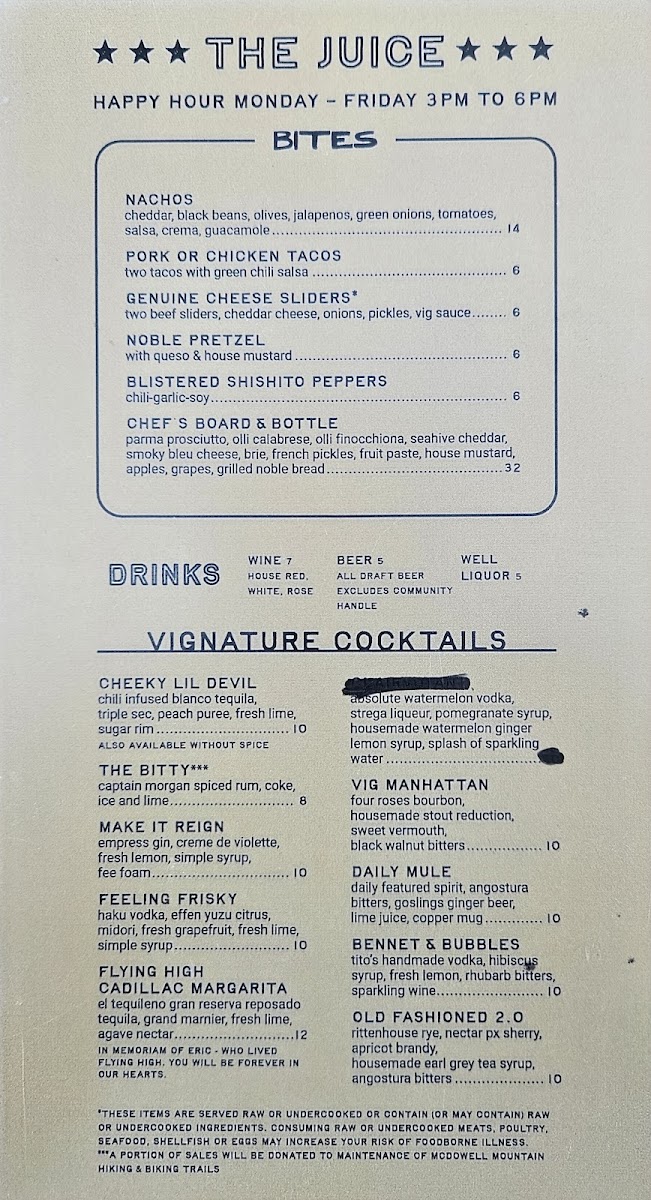 THE JUICE
HAPPY HOUR MONDAY – FRIDAY 3PM TO 6PM
BITES
NACHOS
cheddar, black beans, olives, jalapenos, green onions, tomatoes,
salsa, crema, guacamole.................................................. 14
PORK OR CHICKEN TACOS
two tacos with green chili salsa ........................................... 6
GENUINE CHEESE SLIDERS*
two beef sliders, cheddar cheese, onions, pickles, vig sauce........ 6
NOBLE PRETZEL
with queso & house mustard ............................................... 6
BLISTERED SHISHITO PEPPERS
chili-garlic-soy.................................................................. 6
CHEF'S BOARD & BOTTLE
parma prosciutto, olli calabrese, olli finocchiona, seahive cheddar,
smoky bleu cheese, brie, french pickles, fruit paste, house mustard,
apples, grapes, grilled noble bread.......................................32
DRINKS
WINE 7
HOUSE RED,
WHITE, ROSE
BEER 5
ALL DRAFT BEER
EXCLUDES COMMUNITY
HANDLE
WELL
LIQUOR 5
VIGNATURE COCKTAILS
CHEEKY LIL DEVIL
chili infused blanco tequila,
triple sec, peach puree, fresh lime,
sugar rim ............................... 10
ALSO AVAILABLE WITHOUT SPICE
THE BITTY***
captain morgan spiced rum, coke,
ice and lime............................ 8
MAKE IT REIGN
empress gin, creme de violette,
fresh lemon, simple syrup,
fee foam................................ 10
FEELING FRISKY
haku vodka, effen yuzu citrus,
midori, fresh grapefruit, fresh lime,
simple syrup.......................... 10
FLYING HIGH
CADILLAC MARGARITA
el tequileno gran reserva reposado
tequila, grand marnier, fresh lime,
agave nectar...........................12
IN MEMORIAM OF ERIC - WHO LIVED
FLYING HIGH. YOU WILL BE FOREVER IN
OUR HEARTS.
absolute watermelon vodka,
strega liqueur, pomegranate syrup,
housemade watermelon ginger
lemon syrup, splash of sparkling
water ...................................
VIG MANHATTAN
four roses bourbon,
housemade stout reduction,
sweet vermouth,
black walnut bitters................. 10
DAILY MULE
daily featured spirit, angostura
bitters, goslings ginger beer,
lime juice, copper mug............. 10
BENNET & BUBBLES
tito's handmade vodka, hibiscus
syrup, fresh lemon, rhubarb bitters,
sparkling wine.........................10
OLD FASHIONED 2.0
rittenhouse rye, nectar px sherry,
apricot brandy,
housemade earl grey tea syrup,
angostura bitters .................... 10
*THESE ITEMS ARE SERVED RAW OR UNDERCOOKED OR CONTAIN (OR MAY CONTAIN) RAW
OR UNDERCOOKED INGREDIENTS. CONSUMING RAW OR UNDERCOOKED MEATS, POULTRY,
SEAFOOD, SHELLFISH OR EGGS MAY INCREASE YOUR RISK OF FOODBORNE ILLNESS.
***A PORTION OF SALES WILL BE DONATED TO MAINTENANCE OF MCDOWELL MOUNTAIN
HIKING & BIKING TRAILS